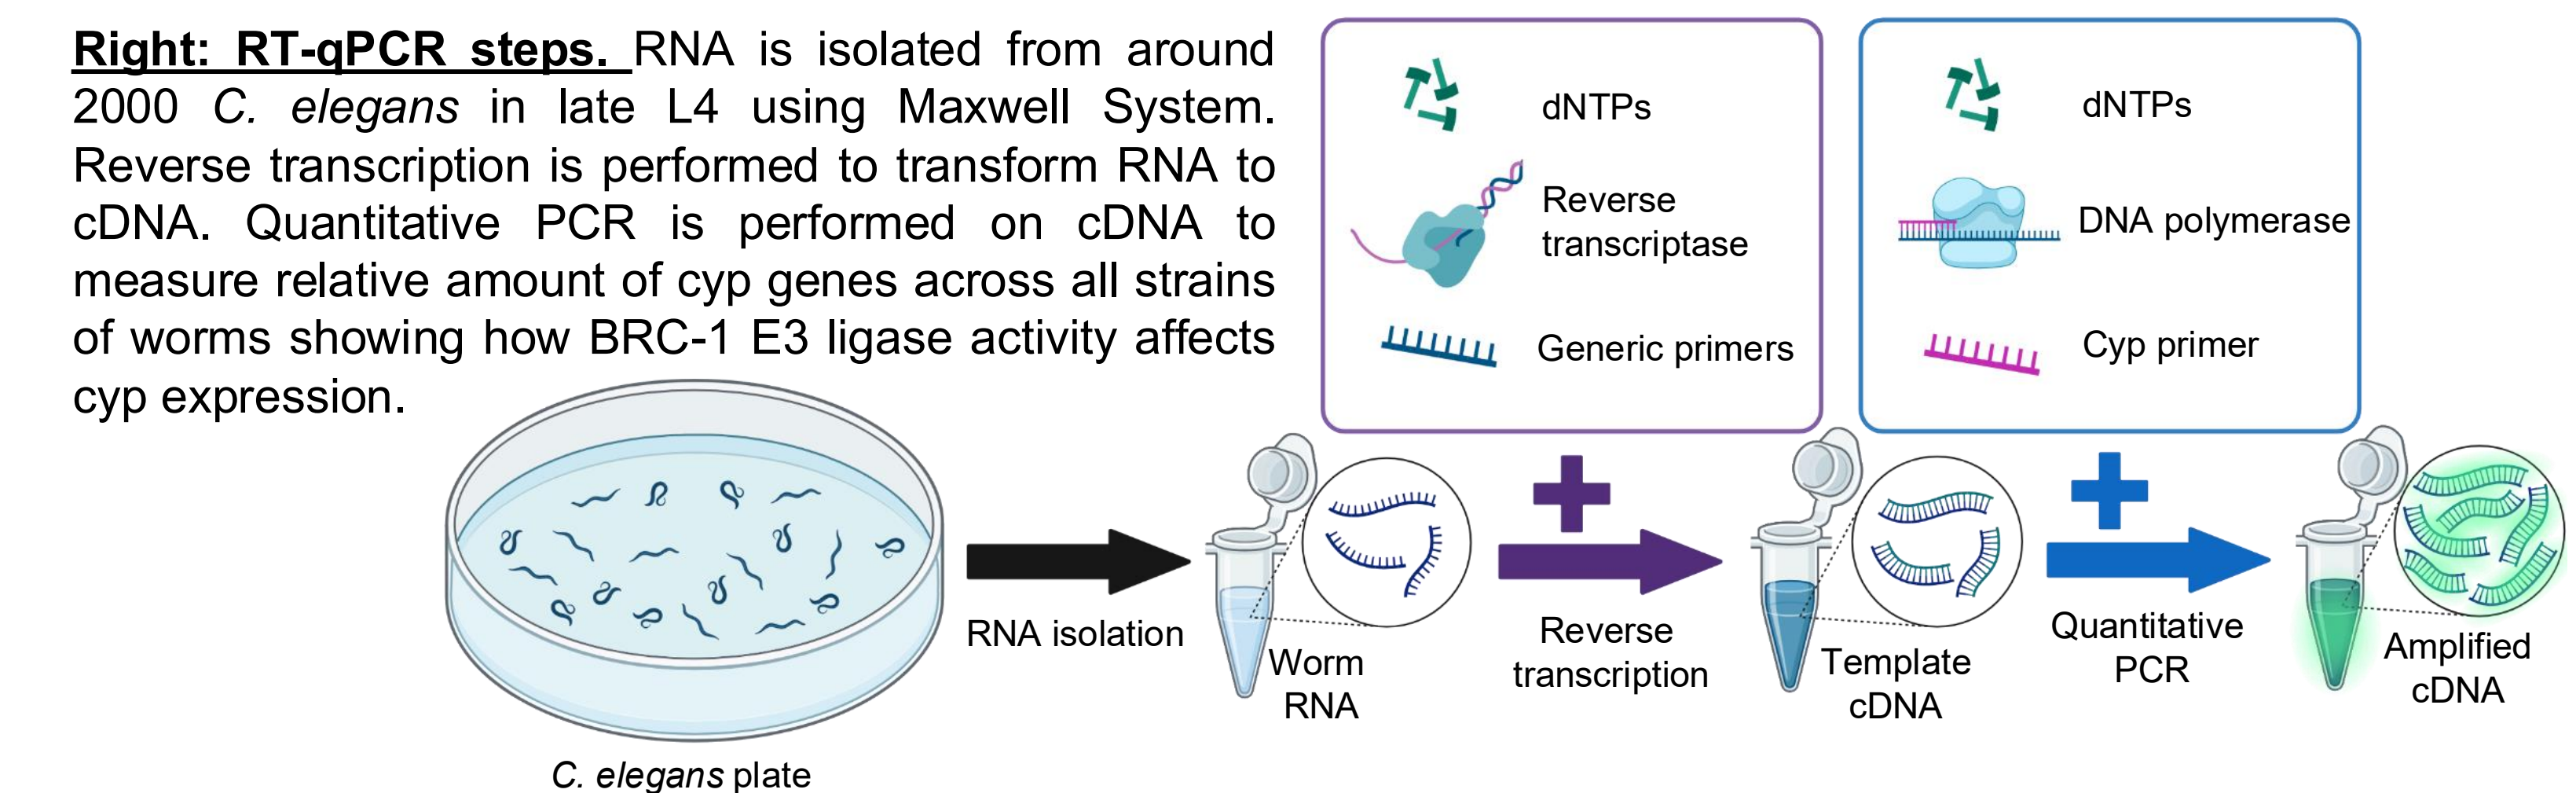 Right: RT-qPCR steps. RNA is isolated from around
2000 C. elegans in late L4 using Maxwell System.
Reverse transcription is performed to transform RNA to
cDNA. Quantitative PCR is performed on cDNA to
measure relative amount of cyp genes across all strains
of worms showing how BRC-1 E3 ligase activity affects
cyp expression.
dNTPs
Reverse
transcriptase
Generic primers
dNTPs
DNA polymerase
Cyp primer
C. elegans plate
RNA isolation
Worm
RNA
Reverse
transcription
Template
cDNA
Quantitative
PCR
Amplified
cDNA